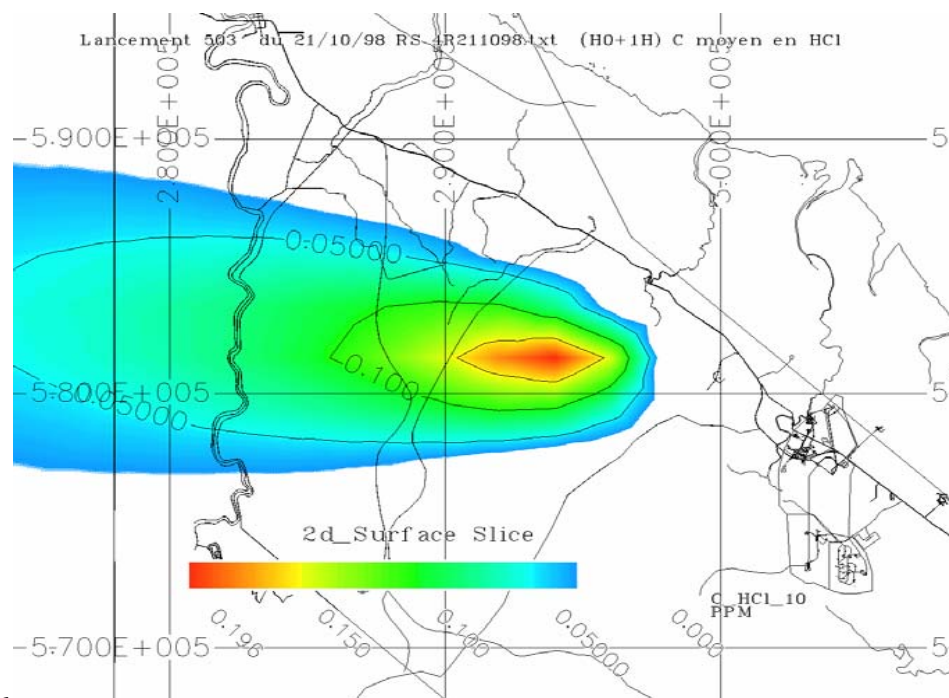 Lancement 503 du 21/10/98 RS 4R211098.txt (H0+1H) C moyen en HCl
-5.900E+005
2.800E+005
2.900E+005
3.000E+005
0.05000
0.100
-5.800E+005
0.05000
2d_Surface Slice
C_HCl_10
PPM
0.196
0.150
0.100
0.05000
0.000
-5.700E+005